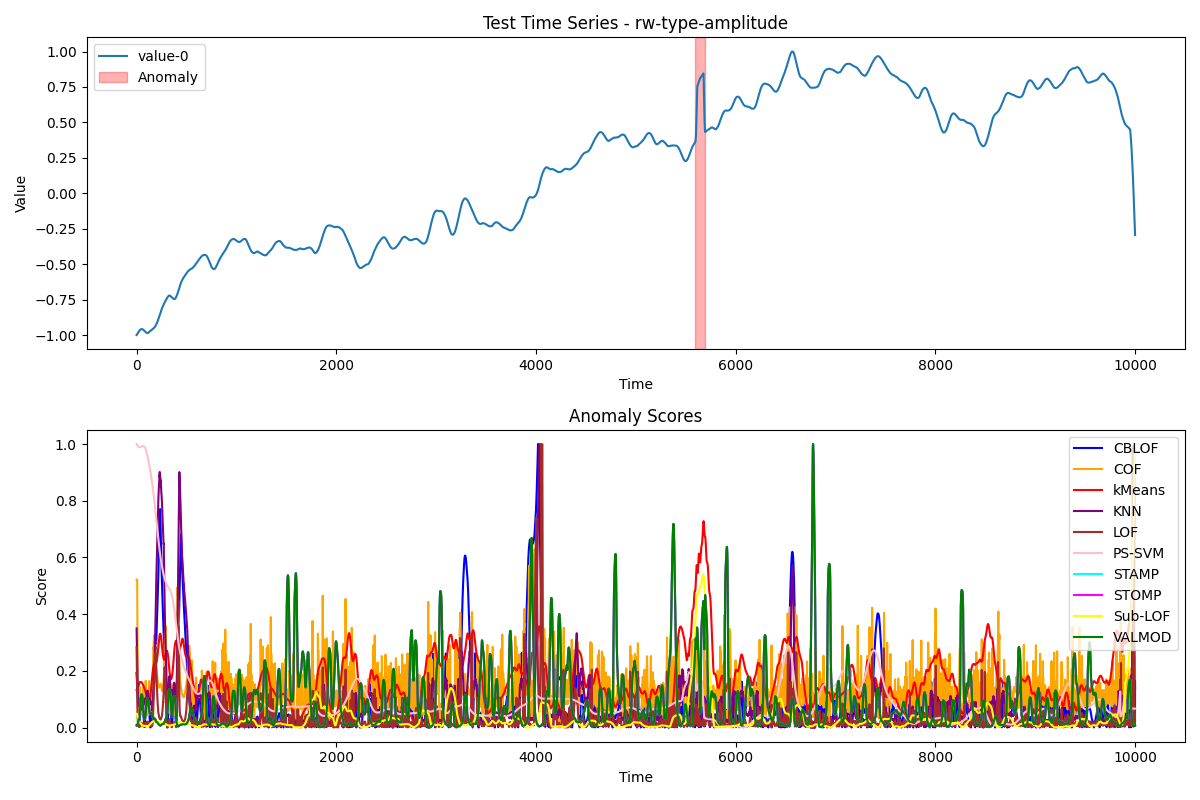 Test Time Series - rw-type-amplitude
value-0
Anomaly
1.00
0.75
0.50
0.25
0.00
−0.25
−0.50
−0.75
−1.00
Value
0
2000
4000
6000
8000
10000
Time
Anomaly Scores
1.0
0.8
0.6
0.4
0.2
0.0
Score
CBLOF
COF
kMeans
KNN
LOF
PS-SVM
STAMP
STOMP
Sub-LOF
VALMOD
0
2000
4000
6000
8000
10000
Time